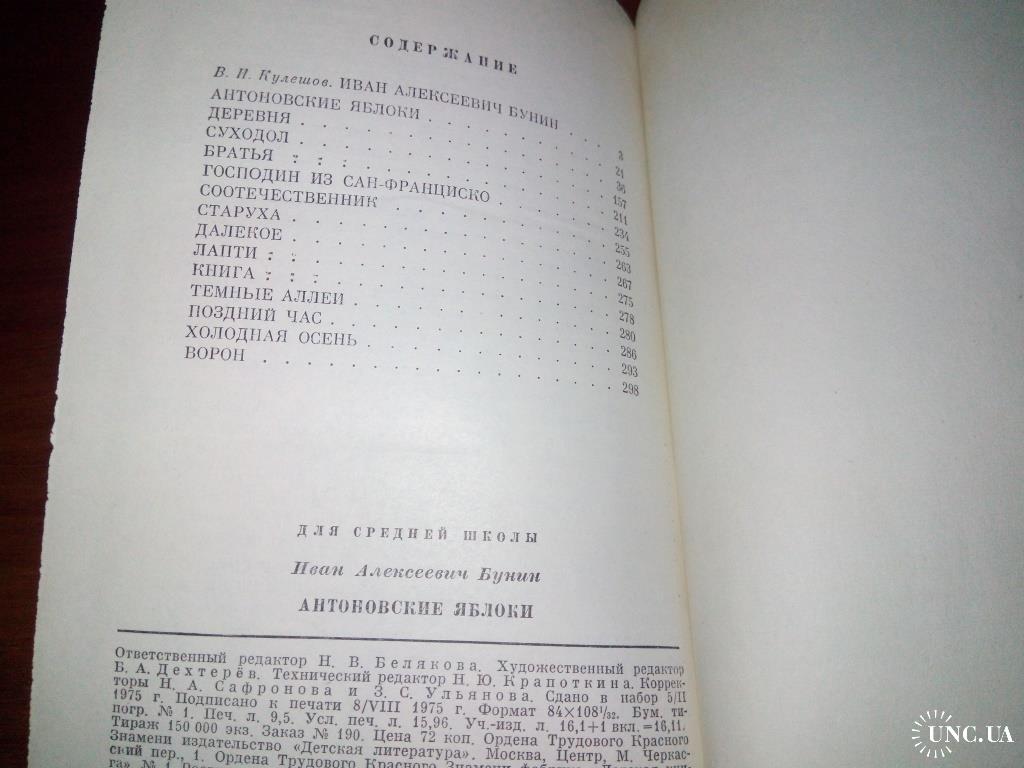 СОДЕРЖАНИЕ
В. И. Кулешов. ИВАН АЛЕКСЕЕВИЧ БУНИН . . 3
АНТОНОВСКИЕ ЯБЛОКИ . . . . . . . . . 21
ДЕРЕВНЯ . . . . . . . . . . . . . . 36
СУХОДОЛ . . . . . . . . . . . . . . 157
БРАТЬЯ . . . . . . . . . . . . . . 211
ГОСПОДИН ИЗ САН-ФРАНЦИСКО . . . . . . 234
СООТЕЧЕСТВЕННИК . . . . . . . . . . 255
СТАРУХА . . . . . . . . . . . . . . 263
ДАЛЕКОЕ . . . . . . . . . . . . . . 267
ЛАПТИ . . . . . . . . . . . . . . . 275
КНИГА . . . . . . . . . . . . . . . 278
ТЕМНЫЕ АЛЛЕИ . . . . . . . . . . . . 280
ПОЗДНИЙ ЧАС . . . . . . . . . . . . 286
ХОЛОДНАЯ ОСЕНЬ . . . . . . . . . . . 293
ВОРОН . . . . . . . . . . . . . . . 298
ДЛЯ СРЕДНЕЙ ШКОЛЫ
Иван Алексеевич Бунин
АНТОНОВСКИЕ ЯБЛОКИ
Ответственный редактор Н. В. Белякова. Художественный редактор
Б. А. Дехтерёв. Технический редактор Н. Ю. Крапоткина. Коррек-
торы Н. А. Сафронова и З. С. Ульянова. Сдано в набор 5/II
1975 г. Подписано к печати 8/VIII 1975 г. Формат 84×108¹/₃₂. Бум. ти-
погр. № 1. Печ. л. 9,5. Усл. печ. л. 15,96. Уч.-изд. л. 16,1+1 вкл.=16,11.
Тираж 150 000 экз. Заказ № 190. Цена 72 коп. Ордена Трудового Красного
Знамени издательство «Детская литература». Москва, Центр, М. Черкас-
ский пер., 1. Ордена Трудового Красного Знамени
UNC.UA